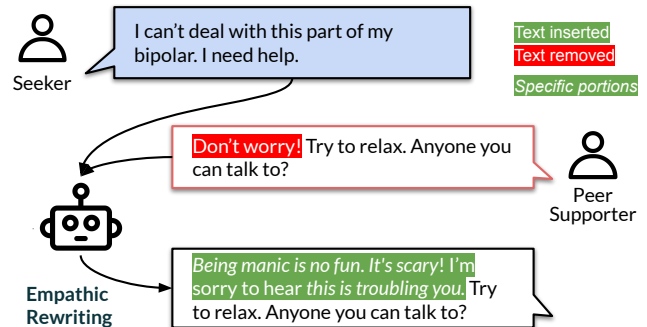 I can't deal with this part of my
bipolar. I need help.
Seeker
Text inserted
Text removed
Specific portions
Don't worry! Try to relax. Anyone you
can talk to?
Peer
Supporter
Being manic is no fun. It's scary! I'm
sorry to hear this is troubling you. Try
to relax. Anyone you can talk to?
Empathic
Rewriting